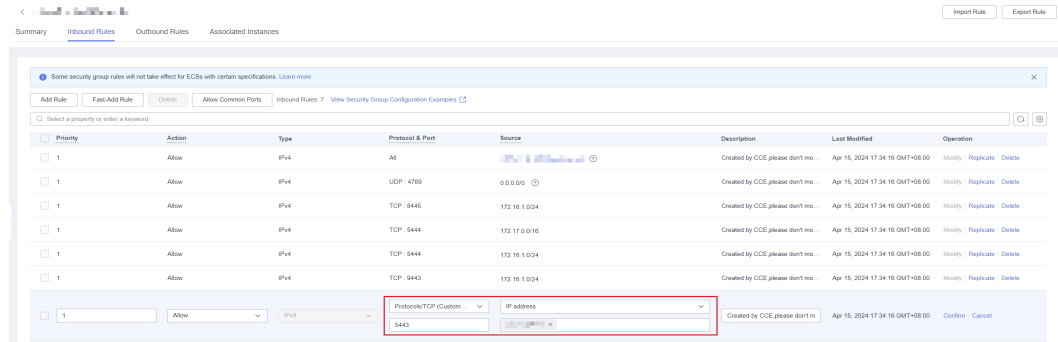 Import Rule Export Rule
Summary Inbound Rules Outbound Rules Associated Instances
Some security group rules will not take effect for ECSs with certain specifications. Learn more
Add Rule Fast-Add Rule Delete Allow Common Ports Inbound Rules: 7 View Security Group Configuration Examples
Select a property or enter a keyword.
Priority Action Type Protocol & Port Source Description Last Modified Operation
1 Allow IPv4 All Created by CCE,please don't mo... Apr 15, 2024 17:34:16 GMT+08:00 Modify Replicate Delete
1 Allow IPv4 UDP : 4789 0.0.0.0/0 Created by CCE,please don't mo... Apr 15, 2024 17:34:16 GMT+08:00 Modify Replicate Delete
1 Allow IPv4 TCP : 8445 172.16.1.0/24 Created by CCE,please don't mo... Apr 15, 2024 17:34:16 GMT+08:00 Modify Replicate Delete
1 Allow IPv4 TCP : 5444 172.17.0.0/16 Created by CCE,please don't mo... Apr 15, 2024 17:34:16 GMT+08:00 Modify Replicate Delete
1 Allow IPv4 TCP : 5444 172.16.1.0/24 Created by CCE,please don't mo... Apr 15, 2024 17:34:16 GMT+08:00 Modify Replicate Delete
1 Allow IPv4 TCP : 9443 172.16.1.0/24 Created by CCE,please don't mo... Apr 15, 2024 17:34:16 GMT+08:00 Modify Replicate Delete
Protocols/TCP (Custom ... IP address
1 Allow IPv4 Created by CCE,please don't m Apr 15, 2024 17:34:16 GMT+08:00 Confirm Cancel
5443